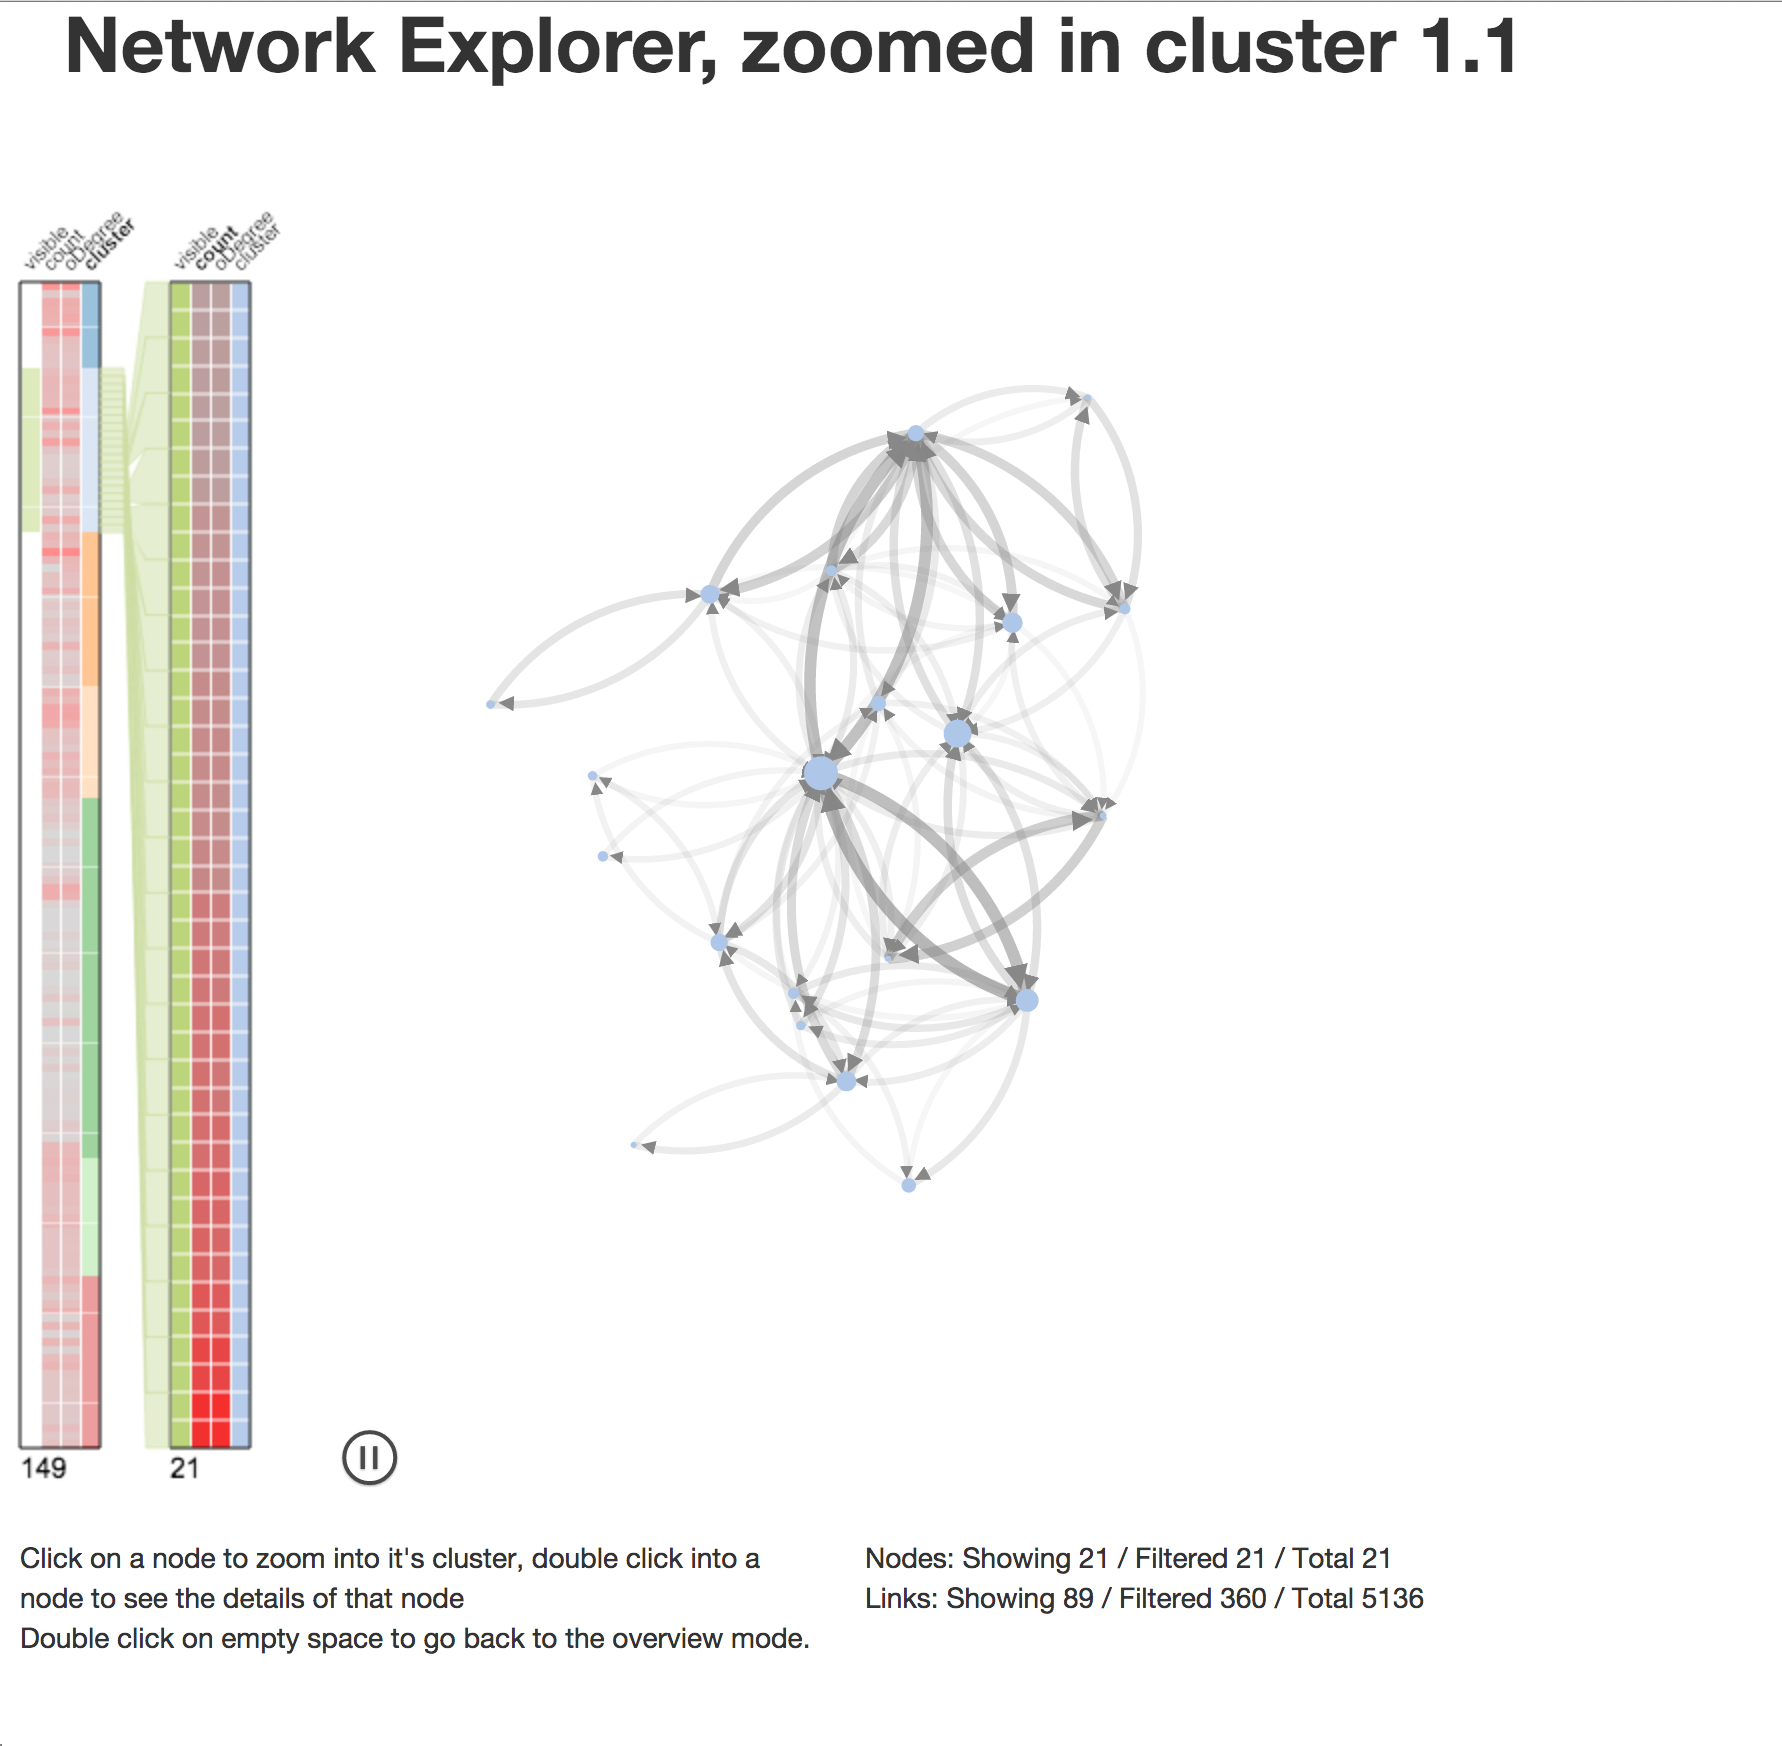 Network Explorer, zoomed in cluster 1.1
visible
count
oDegree
cluster
visible
count
oDegree
cluster
149
21
Click on a node to zoom into it's cluster, double click into a
node to see the details of that node
Double click on empty space to go back to the overview mode.
Nodes: Showing 21 / Filtered 21 / Total 21
Links: Showing 89 / Filtered 360 / Total 5136